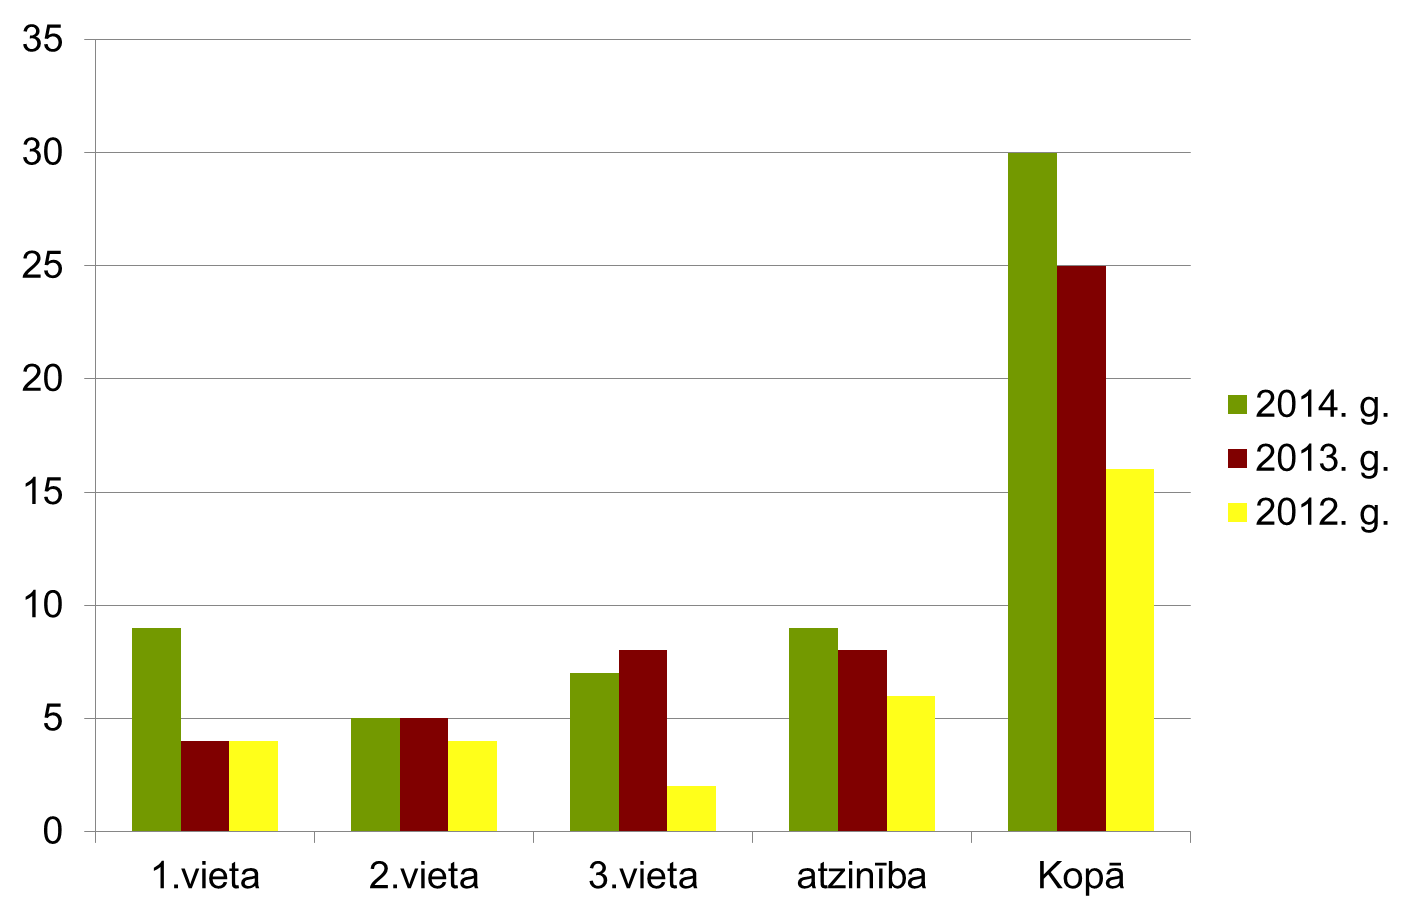 35
30
25
20
15
10
5
0
1.vieta
2.vieta
3.vieta
atzinība
Kopā
2014. g.
2013. g.
2012. g.